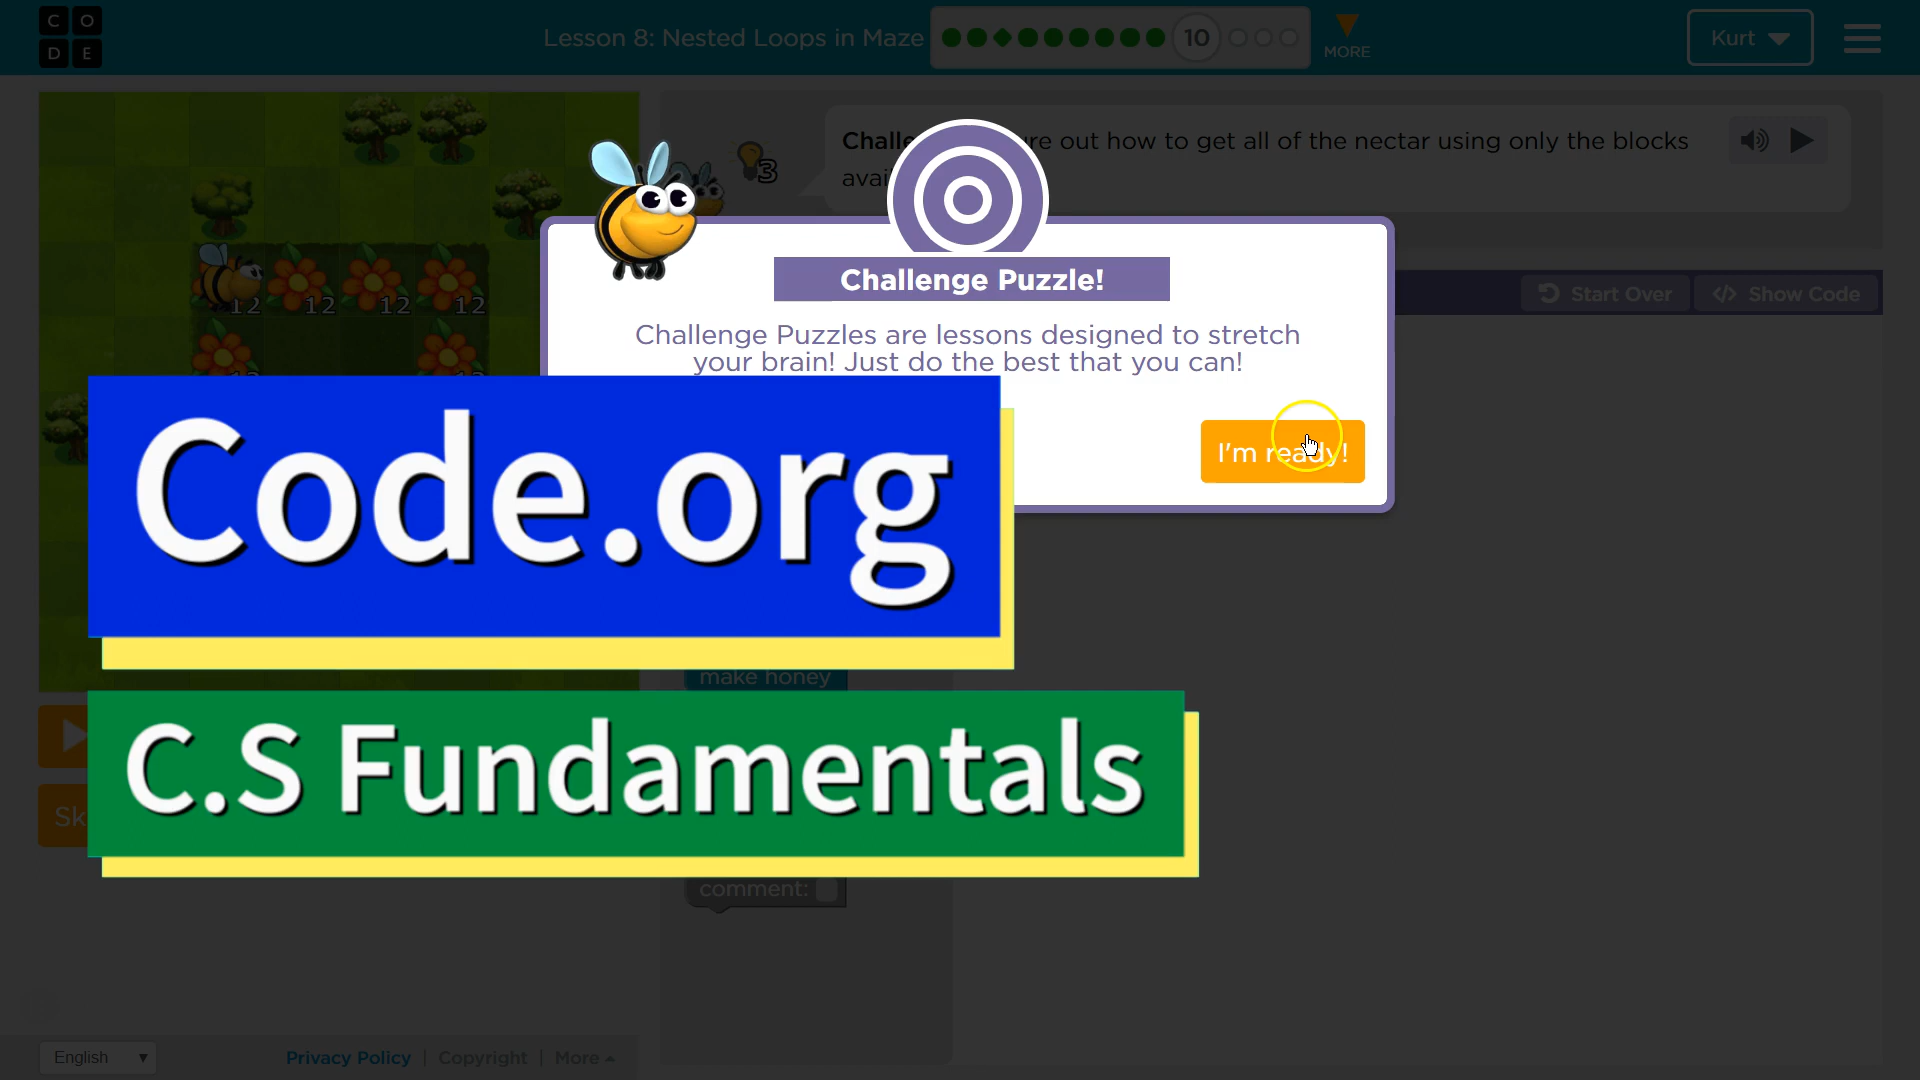 C O
D E
Lesson 8: Nested Loops in Maze
10
MORE
Kurt
3
Challe
ure out how to get all of the nectar using only the blocks
avai
Challenge Puzzle!
Challenge Puzzles are lessons designed to stretch
your brain! Just do the best that you can!
I'm ready!
Start Over
Show Code
12 12 12 12
Code.org
make honey
C.S Fundamentals
Sk
comment:
English
Privacy Policy | Copyright | More